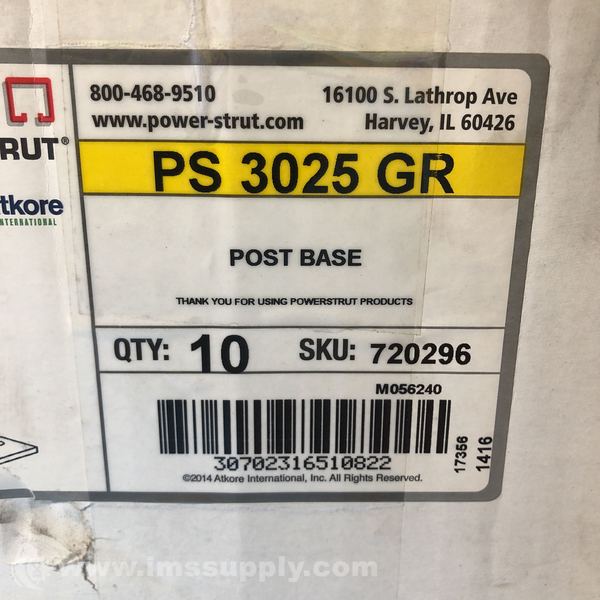 800-468-9510
16100 S. Lathrop Ave
www.power-strut.com
Harvey, IL 60426
RUT®
PS 3025 GR
tkore
INTERNATIONAL
POST BASE
THANK YOU FOR USING POWERSTRUT PRODUCTS
QTY: 10
SKU: 720296
M056240
30702316510822
17356
1416
©2014 Atkore International, Inc. All Rights Reserved.
www.imssupply.com